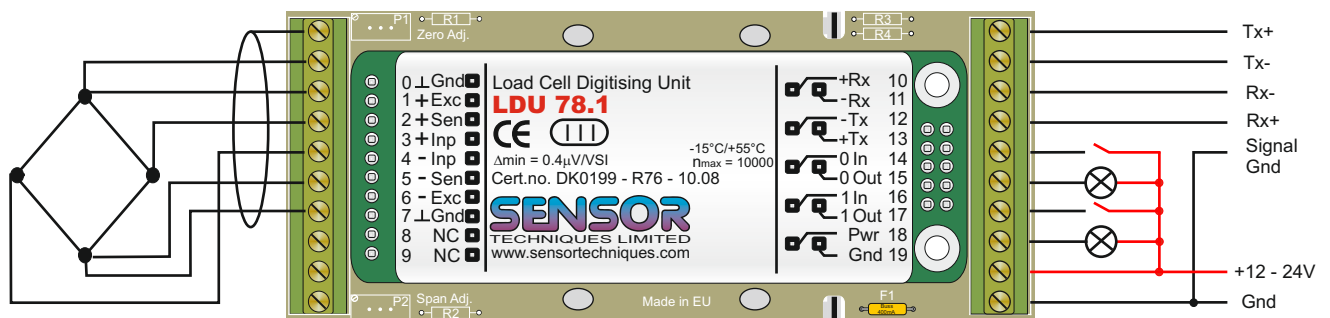 P1
R1
Zero Adj.
R3
R4
0⊥Gnd
1+Exc
2+Sen
3+Inp
4 - Inp
5 - Sen
6 - Exc
7⊥Gnd
8 NC
9 NC
Load Cell Digitising Unit
LDU 78.1
CE III
Δmin = 0.4µV/VSI
-15°C/+55°C
nmax = 10000
Cert.no. DK0199 - R76 - 10.08
SENSOR
TECHNIQUES LIMITED
www.sensortechniques.com
+Rx 10
-Rx 11
-Tx 12
+Tx 13
0 In 14
0 Out 15
1 In 16
1 Out 17
Pwr 18
Gnd 19
P2
Span Adj.
R2
Made in EU
F1
Buss
400mA
Tx+
Tx-
Rx-
Rx+
Signal
Gnd
+12 - 24V
Gnd